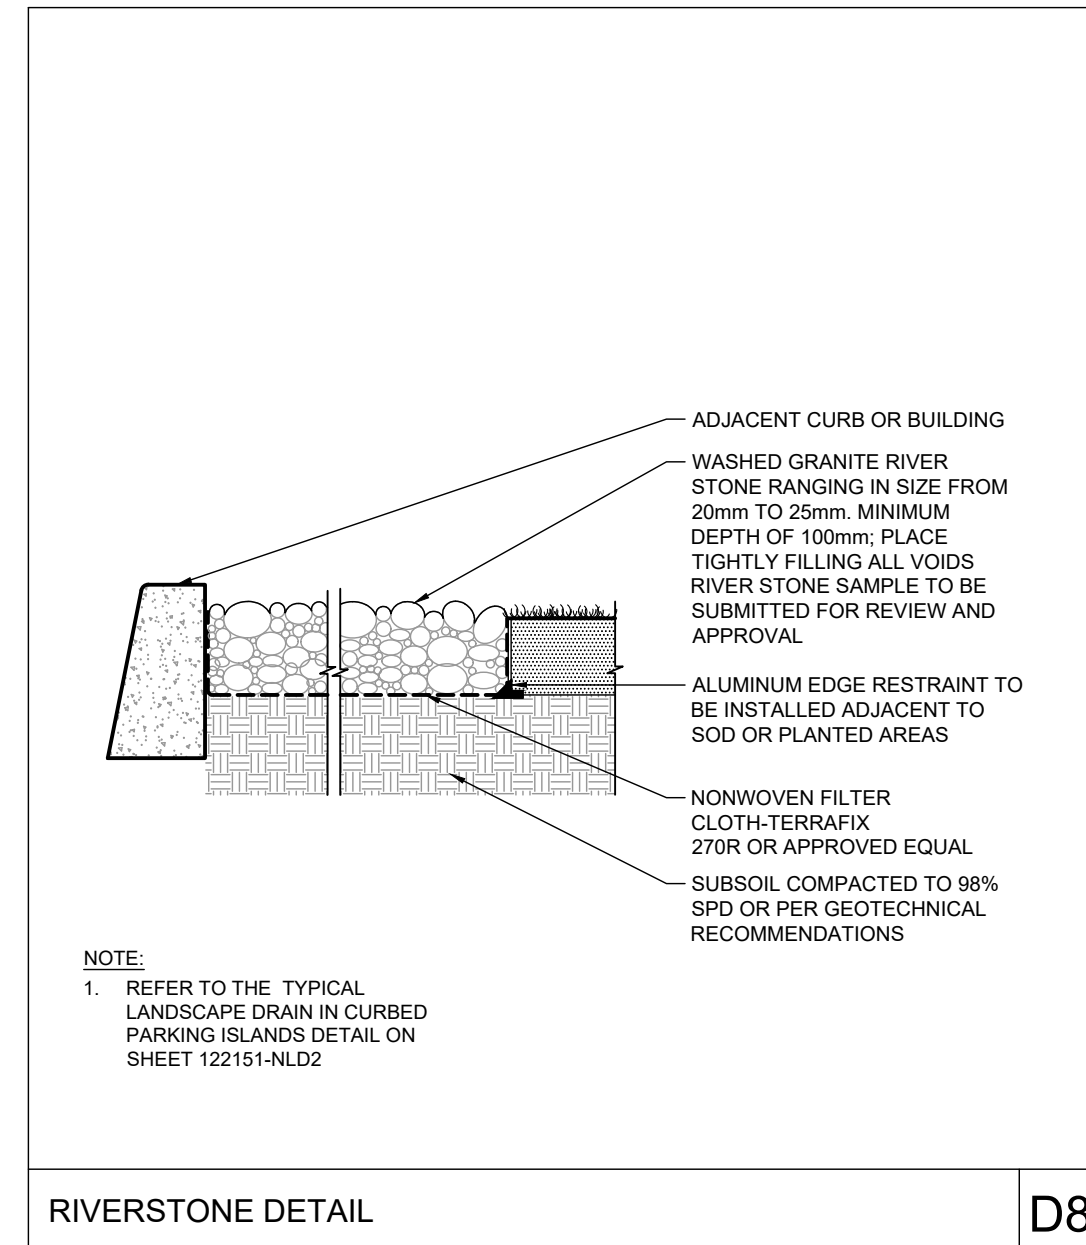 ADJACENT CURB OR BUILDING
WASHED GRANITE RIVER
STONE RANGING IN SIZE FROM
20mm TO 25mm. MINIMUM
DEPTH OF 100mm; PLACE
TIGHTLY FILLING ALL VOIDS
RIVER STONE SAMPLE TO BE
SUBMITTED FOR REVIEW AND
APPROVAL
ALUMINUM EDGE RESTRAINT TO
BE INSTALLED ADJACENT TO
SOD OR PLANTED AREAS
NONWOVEN FILTER
CLOTH-TERRAFIX
270R OR APPROVED EQUAL
SUBSOIL COMPACTED TO 98%
SPD OR PER GEOTECHNICAL
RECOMMENDATIONS
NOTE:
1. REFER TO THE TYPICAL
LANDSCAPE DRAIN IN CURBED
PARKING ISLANDS DETAIL ON
SHEET 122151-NLD2
RIVERSTONE DETAIL
D8